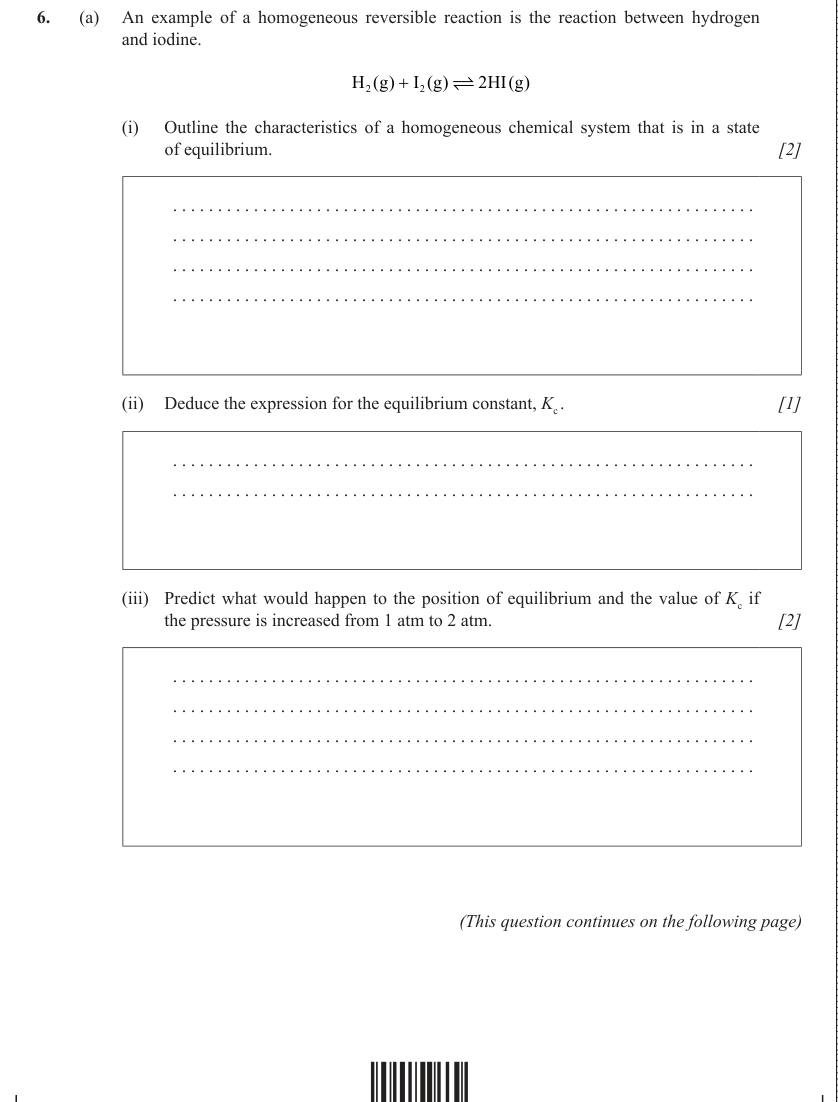 6. (a) An example of a homogeneous reversible reaction is the reaction between hydrogen
and iodine.
H₂(g) + I₂(g) ⇌ 2HI(g)
(i) Outline the characteristics of a homogeneous chemical system that is in a state
of equilibrium. [2]
(ii) Deduce the expression for the equilibrium constant, K꜀. [1]
(iii) Predict what would happen to the position of equilibrium and the value of K꜀ if
the pressure is increased from 1 atm to 2 atm. [2]
(This question continues on the following page)